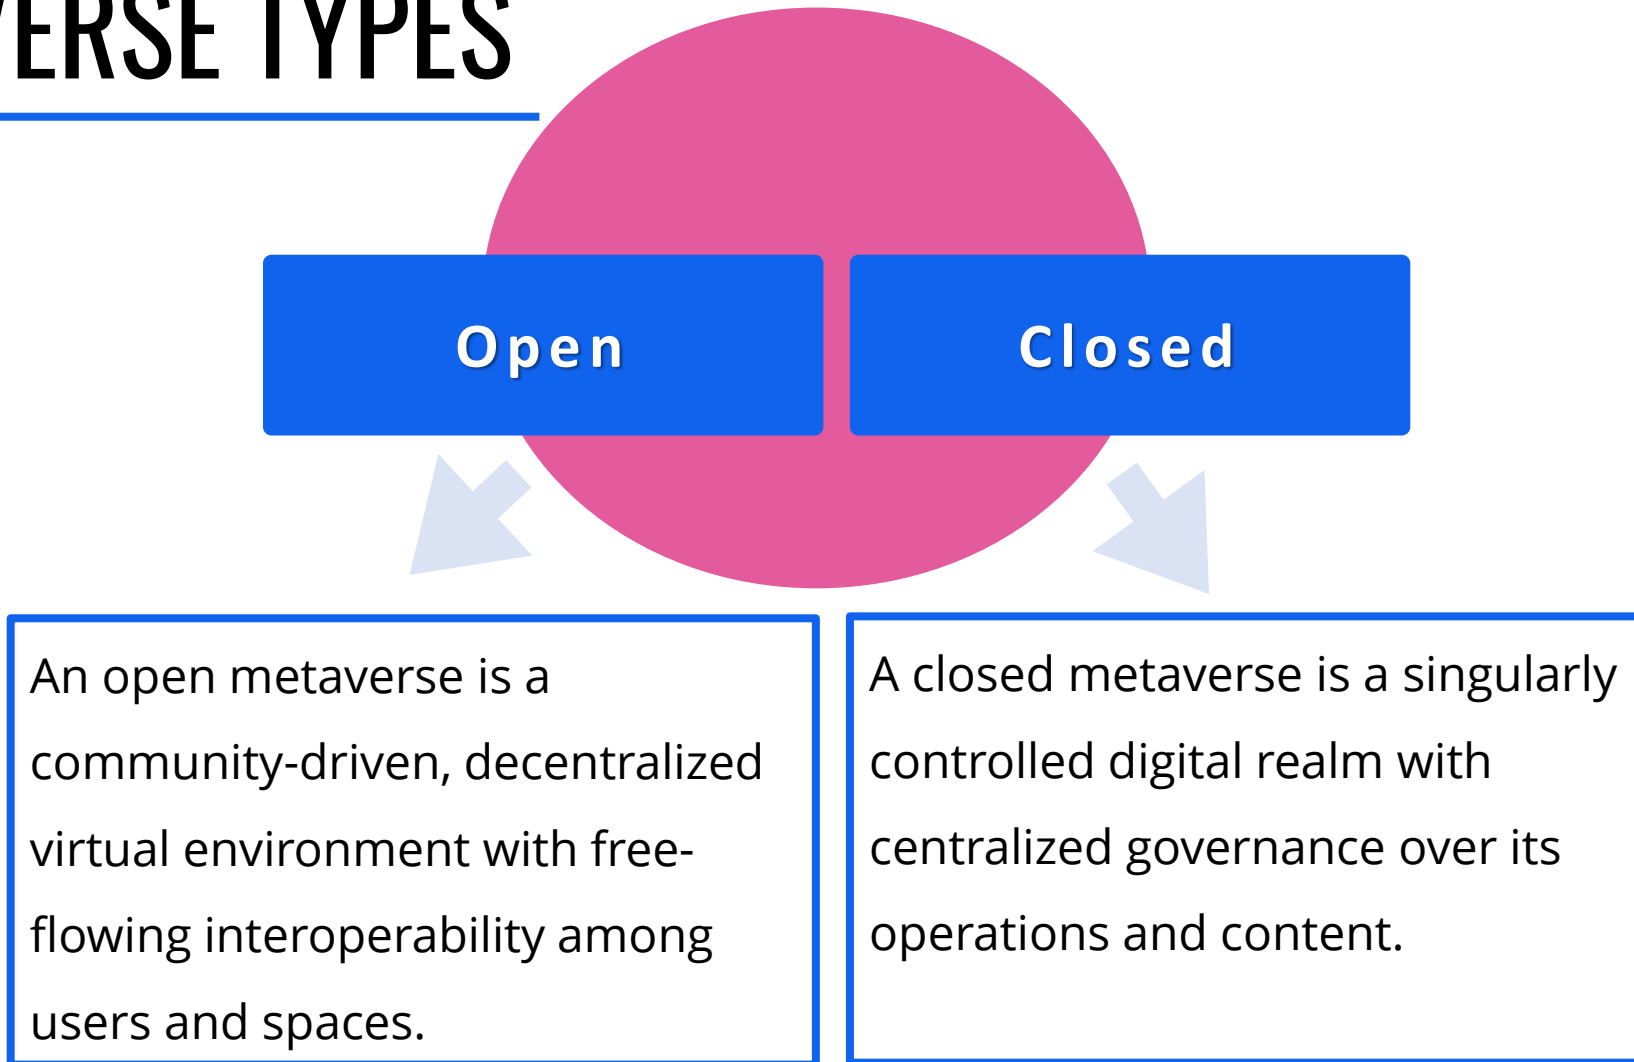 VERSE TYPES
Open
Closed
An open metaverse is a
community-driven, decentralized
virtual environment with free-
flowing interoperability among
users and spaces.
A closed metaverse is a singularly
controlled digital realm with
centralized governance over its
operations and content.